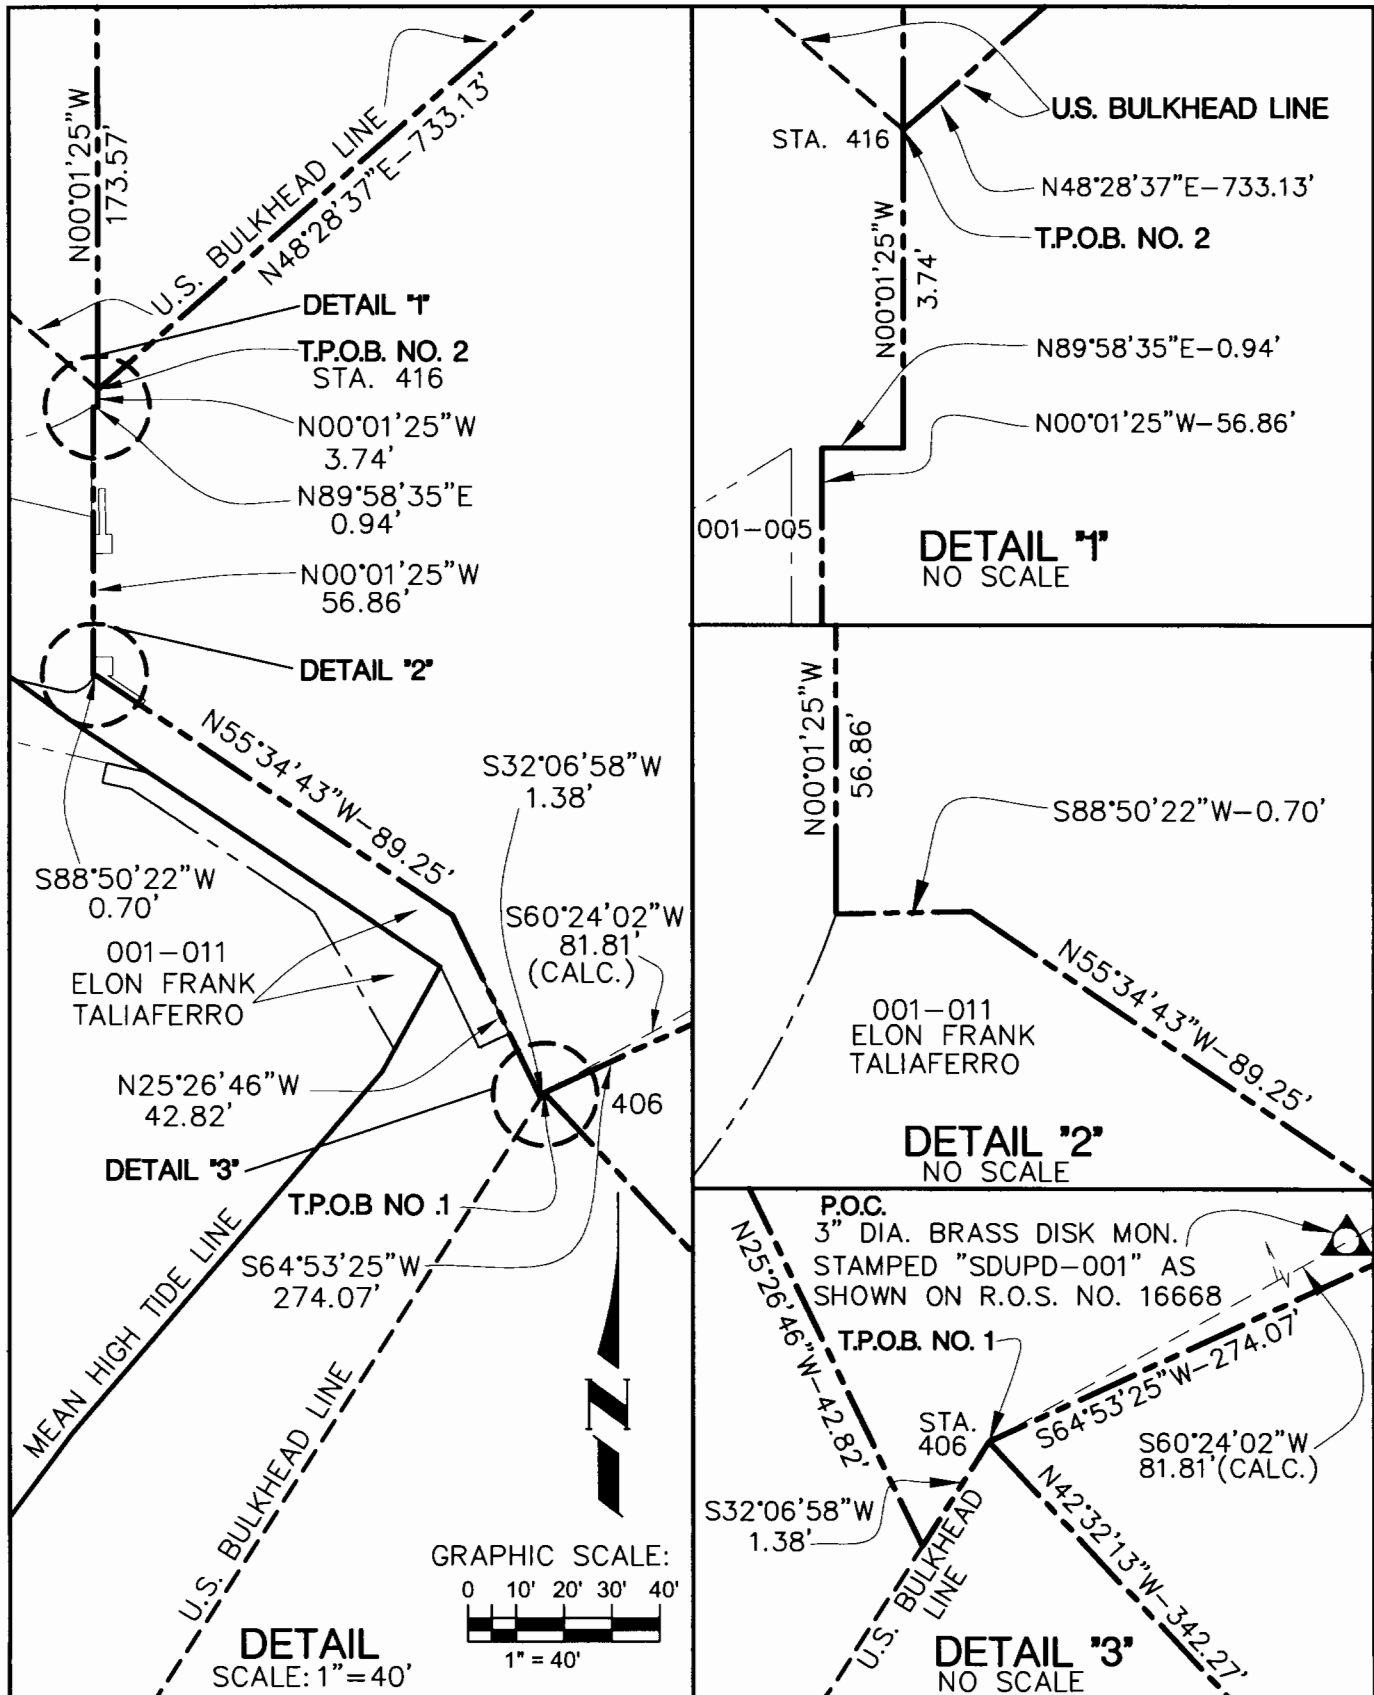 N00°01'25"W
173.57'
U.S. BULKHEAD LINE
N48°28'37"E-733.13'
DETAIL "1"
T.P.O.B. NO. 2
STA. 416
N00°01'25"W
3.74'
N89°58'35"E
0.94'
N00°01'25"W
56.86'
DETAIL "2"
N55°34'43"W-89.25'
S32°06'58"W
1.38'
S88°50'22"W
0.70'
S60°24'02"W
81.81'
(CALC.)
001-011
ELON FRANK
TALIAFERRO
N25°26'46"W
42.82'
406
DETAIL "3"
T.P.O.B NO .1
S64°53'25"W
274.07'
MEAN HIGH TIDE LINE
U.S. BULKHEAD LINE
N
GRAPHIC SCALE:
0 10' 20' 30' 40'
1" = 40'
DETAIL
SCALE: 1"=40'
U.S. BULKHEAD LINE
STA. 416
N48°28'37"E-733.13'
T.P.O.B. NO. 2
N00°01'25"W
3.74'
N89°58'35"E-0.94'
N00°01'25"W-56.86'
001-005
DETAIL "1"
NO SCALE
N00°01'25"W
56.86'
S88°50'22"W-0.70'
N55°34'43"W-89.25'
001-011
ELON FRANK
TALIAFERRO
DETAIL "2"
NO SCALE
P.O.C.
3" DIA. BRASS DISK MON.
STAMPED "SDUPD-001" AS
SHOWN ON R.O.S. NO. 16668
N25°26'46"W-42.82'
T.P.O.B. NO. 1
S64°53'25"W-274.07'
STA.
406
S60°24'02"W
81.81'(CALC.)
S32°06'58"W
1.38'
N42°32'13"W-342.27'
U.S. BULKHEAD
LINE
DETAIL "3"
NO SCALE